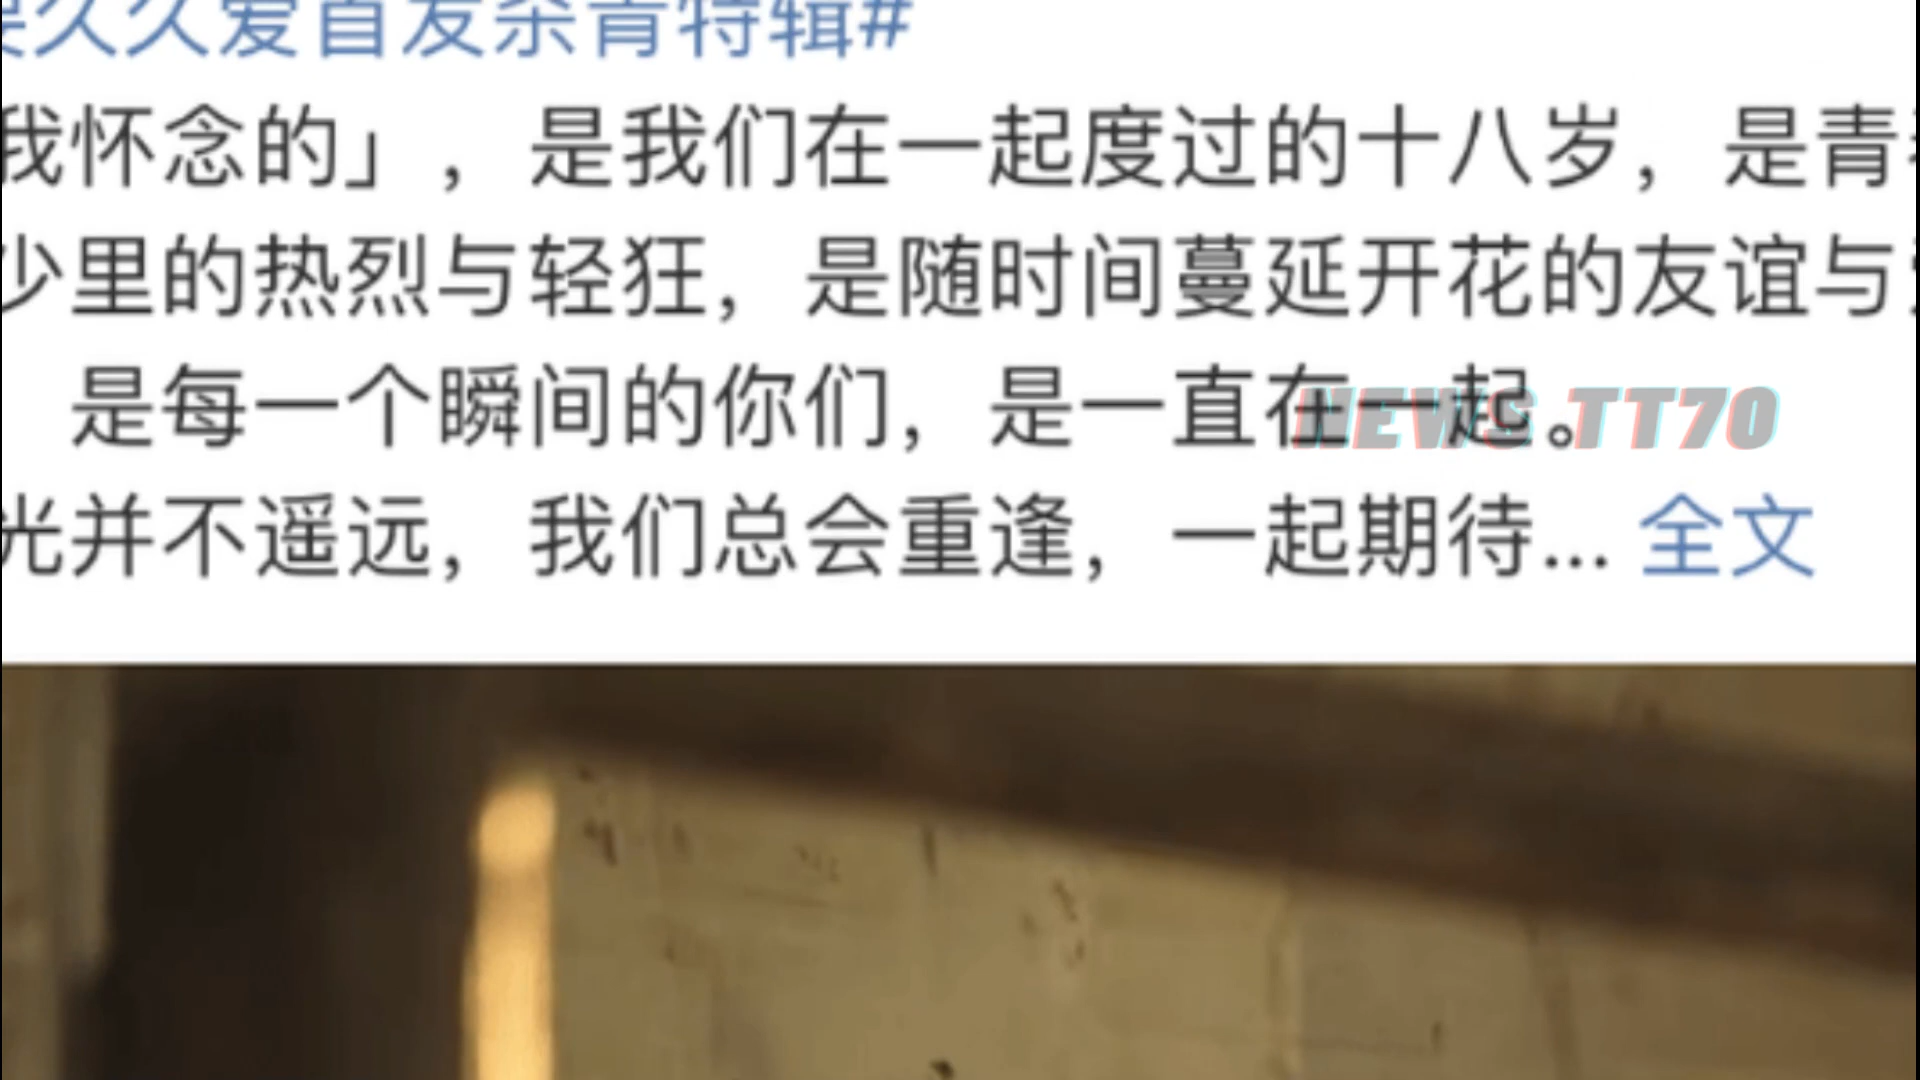 久久爱首发杀青特辑#
我怀念的」，是我们在一起度过的十八岁，是青
少里的热烈与轻狂，是随时间蔓延开花的友谊与
是每一个瞬间的你们，是一直在一起。
NEWS TT70
光并不遥远，我们总会重逢，一起期待... 全文